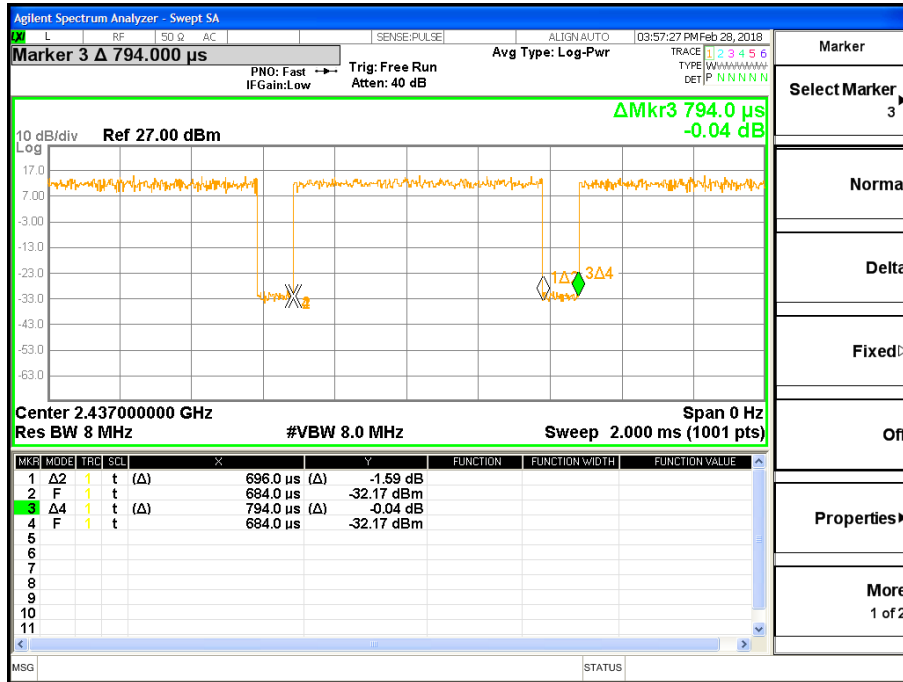 Agilent Spectrum Analyzer - Swept SA
LXI L RF 50 Ω AC SENSE:PULSE ALIGN AUTO 03:57:27 PM Feb 28, 2018
Marker 3 Δ 794.000 µs
PNO: Fast
IFGain:Low
Trig: Free Run
Atten: 40 dB
Avg Type: Log-Pwr
TRACE 1 2 3 4 5 6
TYPE WWWWWW
DET P N N N N N
ΔMkr3 794.0 µs
-0.04 dB
10 dB/div Ref 27.00 dBm
Log
17.0
7.00
-3.00
-13.0
-23.0
-33.0
-43.0
-53.0
-63.0
1Δ2 3Δ4
Center 2.437000000 GHz Span 0 Hz
Res BW 8 MHz #VBW 8.0 MHz Sweep 2.000 ms (1001 pts)
MKR MODE TRC SCL X Y FUNCTION FUNCTION WIDTH FUNCTION VALUE
1 Δ2 1 t (Δ) 696.0 µs (Δ) -1.59 dB
2 F 1 t 684.0 µs -32.17 dBm
3 Δ4 1 t (Δ) 794.0 µs (Δ) -0.04 dB
4 F 1 t 684.0 µs -32.17 dBm
5
6
7
8
9
10
11
MSG STATUS
Marker
Select Marker
3
Norma
Delta
Fixed
Off
Properties
More
1 of 2